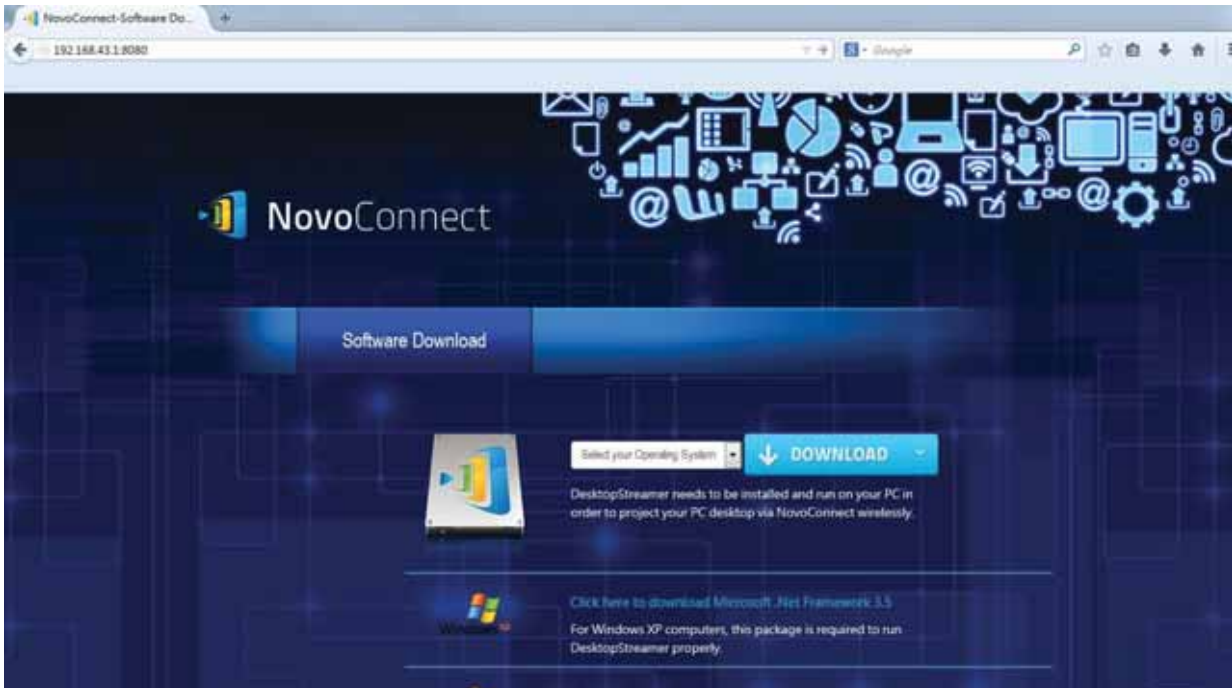 NovoConnect-Software Do...
192.168.43.1:8080
Google
NovoConnect
Software Download
Select your Operating System
DOWNLOAD
DesktopStreamer needs to be installed and run on your PC in
order to project your PC desktop via NovoConnect wirelessly.
Click here to download Microsoft .Net Framework 3.5
Windows
For Windows XP computers, this package is required to run
DesktopStreamer properly.